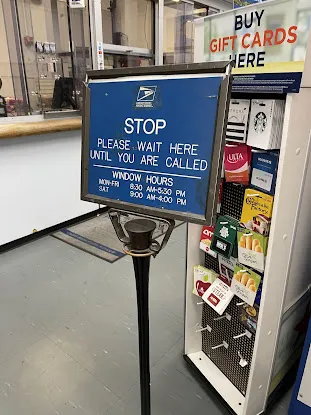 BUY
GIFT CARDS
HERE
STOP
PLEASE WAIT HERE
UNTIL YOU ARE CALLED
WINDOW HOURS
MON-FRI 8:30 AM-5:30 PM
SAT 9:00 AM-4:00 PM
ULTA